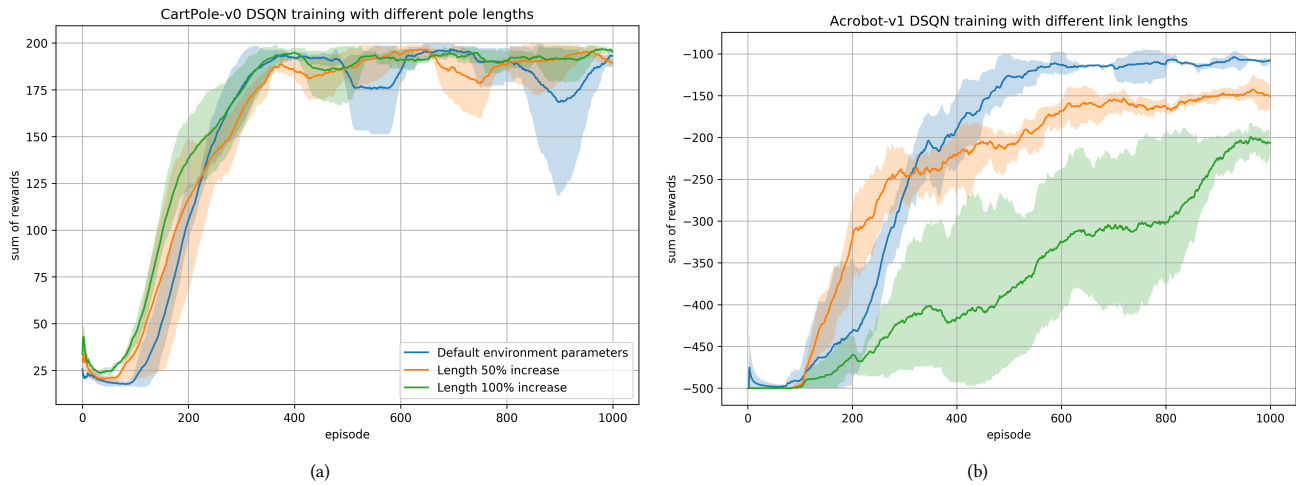 CartPole-v0 DSQN training with different pole lengths
sum of rewards
200
175
150
125
100
75
50
25
0
200
400
600
800
1000
episode
Default environment parameters
Length 50% increase
Length 100% increase
(a)
Acrobot-v1 DSQN training with different link lengths
sum of rewards
−100
−150
−200
−250
−300
−350
−400
−450
−500
0
200
400
600
800
1000
episode
(b)